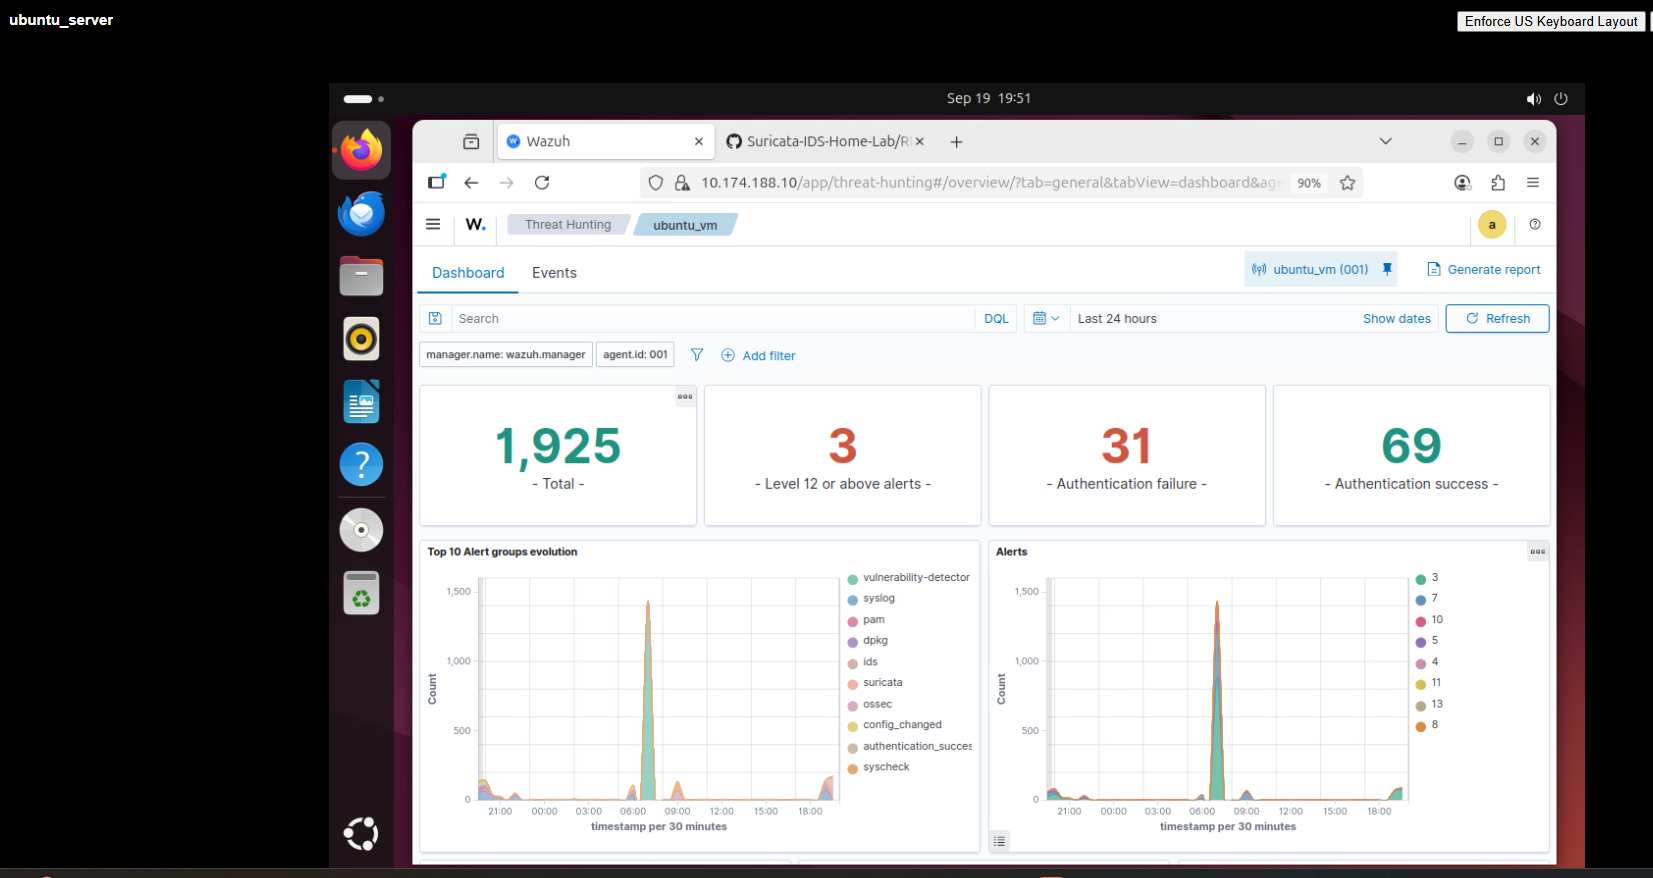 ubuntu_server
Enforce US Keyboard Layout
Sep 19 19:51
Wazuh
Suricata-IDS-Home-Lab/R
10.174.188.10/app/threat-hunting#/overview/?tab=general&tabView=dashboard&age
90%
W.
Threat Hunting
ubuntu_vm
a
Dashboard
Events
ubuntu_vm (001)
Generate report
Search
DQL
Last 24 hours
Show dates
Refresh
manager.name: wazuh.manager
agent.id: 001
Add filter
1,925
- Total -
3
- Level 12 or above alerts -
31
- Authentication failure -
69
- Authentication success -
Top 10 Alert groups evolution
1,500
1,000
500
0
Count
21:00 00:00 03:00 06:00 09:00 12:00 15:00 18:00
timestamp per 30 minutes
vulnerability-detector
syslog
pam
dpkg
ids
suricata
ossec
config_changed
authentication_succes
syscheck
Alerts
1,500
1,000
500
0
Count
21:00 00:00 03:00 06:00 09:00 12:00 15:00 18:00
timestamp per 30 minutes
3
7
10
5
4
11
13
8